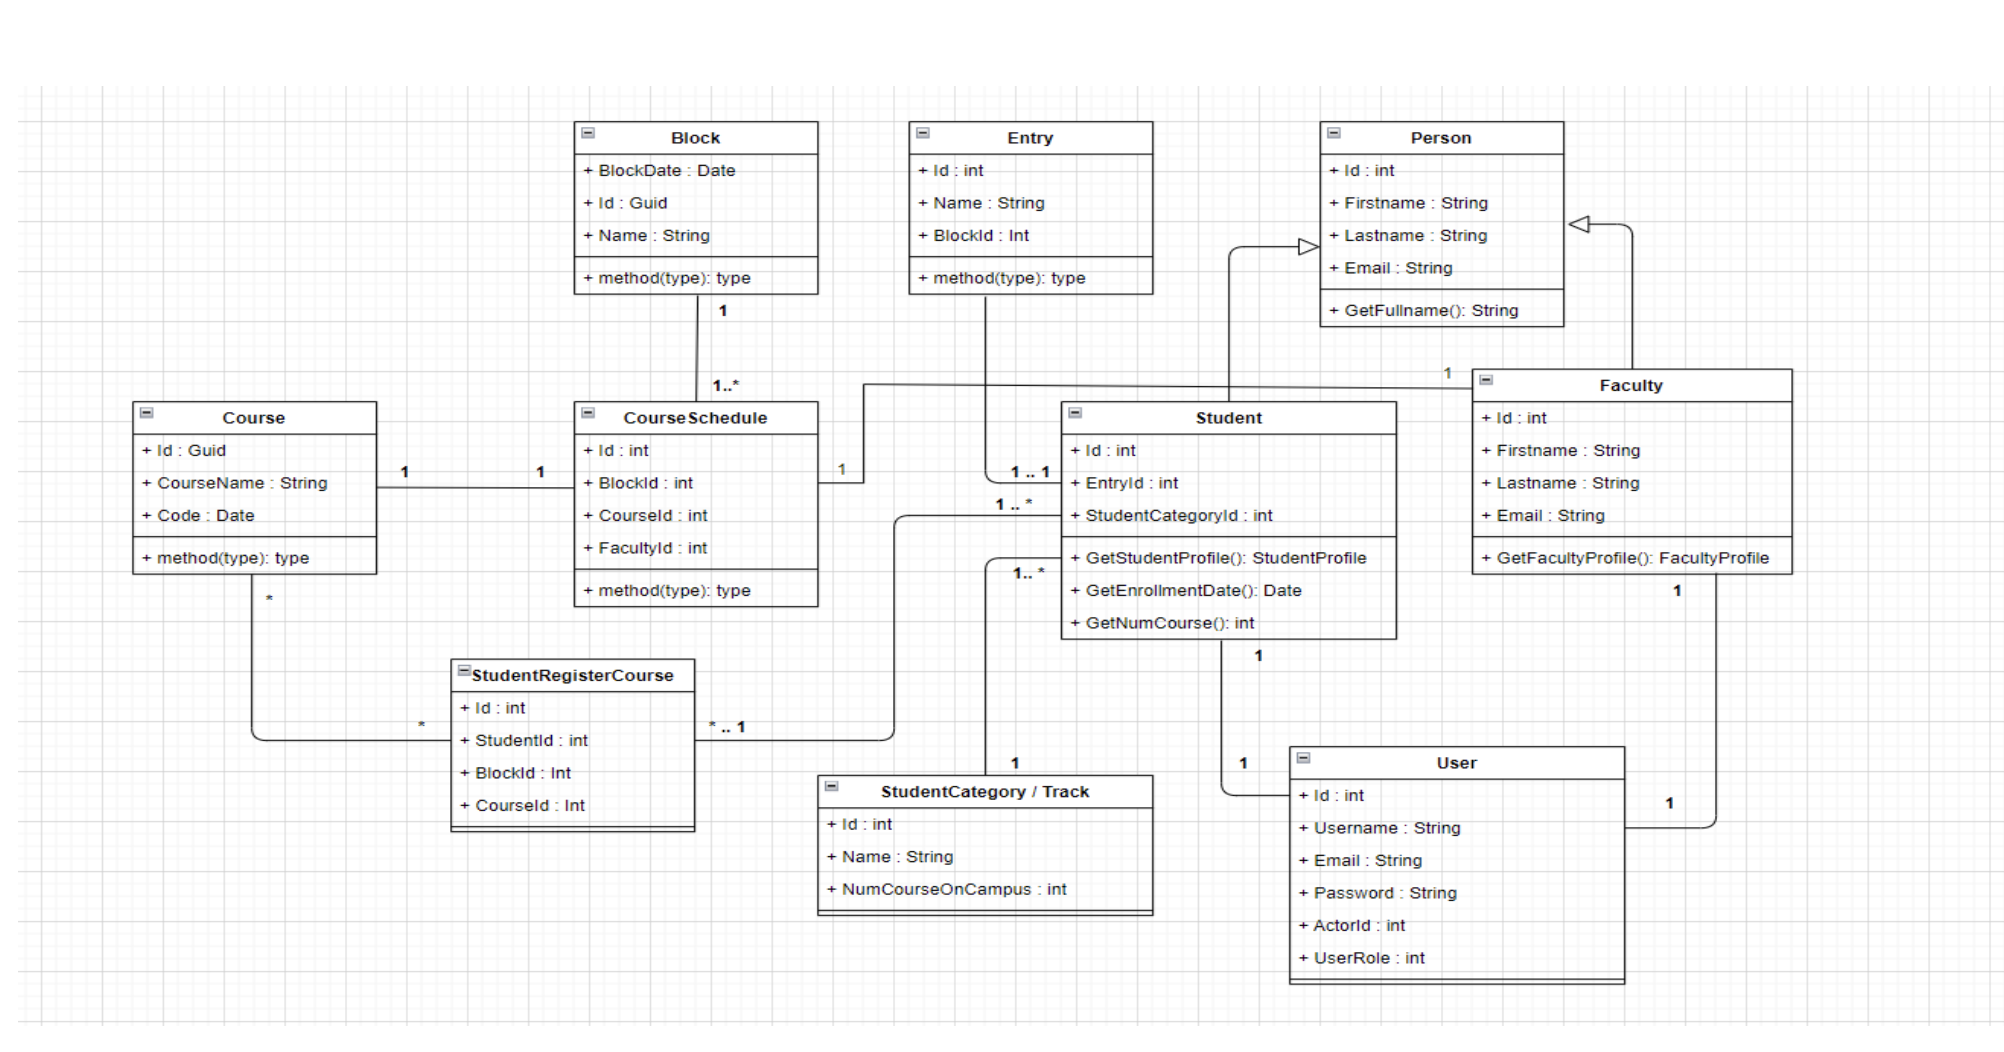 Block
+ BlockDate : Date
+ Id : Guid
+ Name : String
+ method(type): type
1
1..*
Entry
+ Id : int
+ Name : String
+ BlockId : Int
+ method(type): type
1 .. 1
Person
+ Id : int
+ Firstname : String
+ Lastname : String
+ Email : String
+ GetFullname(): String
Course
+ Id : Guid
+ CourseName : String
+ Code : Date
+ method(type): type
1
1
*
*
CourseSchedule
+ Id : int
+ BlockId : int
+ CourseId : int
+ FacultyId : int
+ method(type): type
1
1
Student
+ Id : int
+ EntryId : int
+ StudentCategoryId : int
+ GetStudentProfile(): StudentProfile
+ GetEnrollmentDate(): Date
+ GetNumCourse(): int
1 .. *
1.. *
1
Faculty
+ Id : int
+ Firstname : String
+ Lastname : String
+ Email : String
+ GetFacultyProfile(): FacultyProfile
1
StudentRegisterCourse
+ Id : int
+ StudentId : int
+ BlockId : Int
+ CourseId : Int
* .. 1
1
StudentCategory / Track
+ Id : int
+ Name : String
+ NumCourseOnCampus : int
1
1
User
+ Id : int
+ Username : String
+ Email : String
+ Password : String
+ ActorId : int
+ UserRole : int